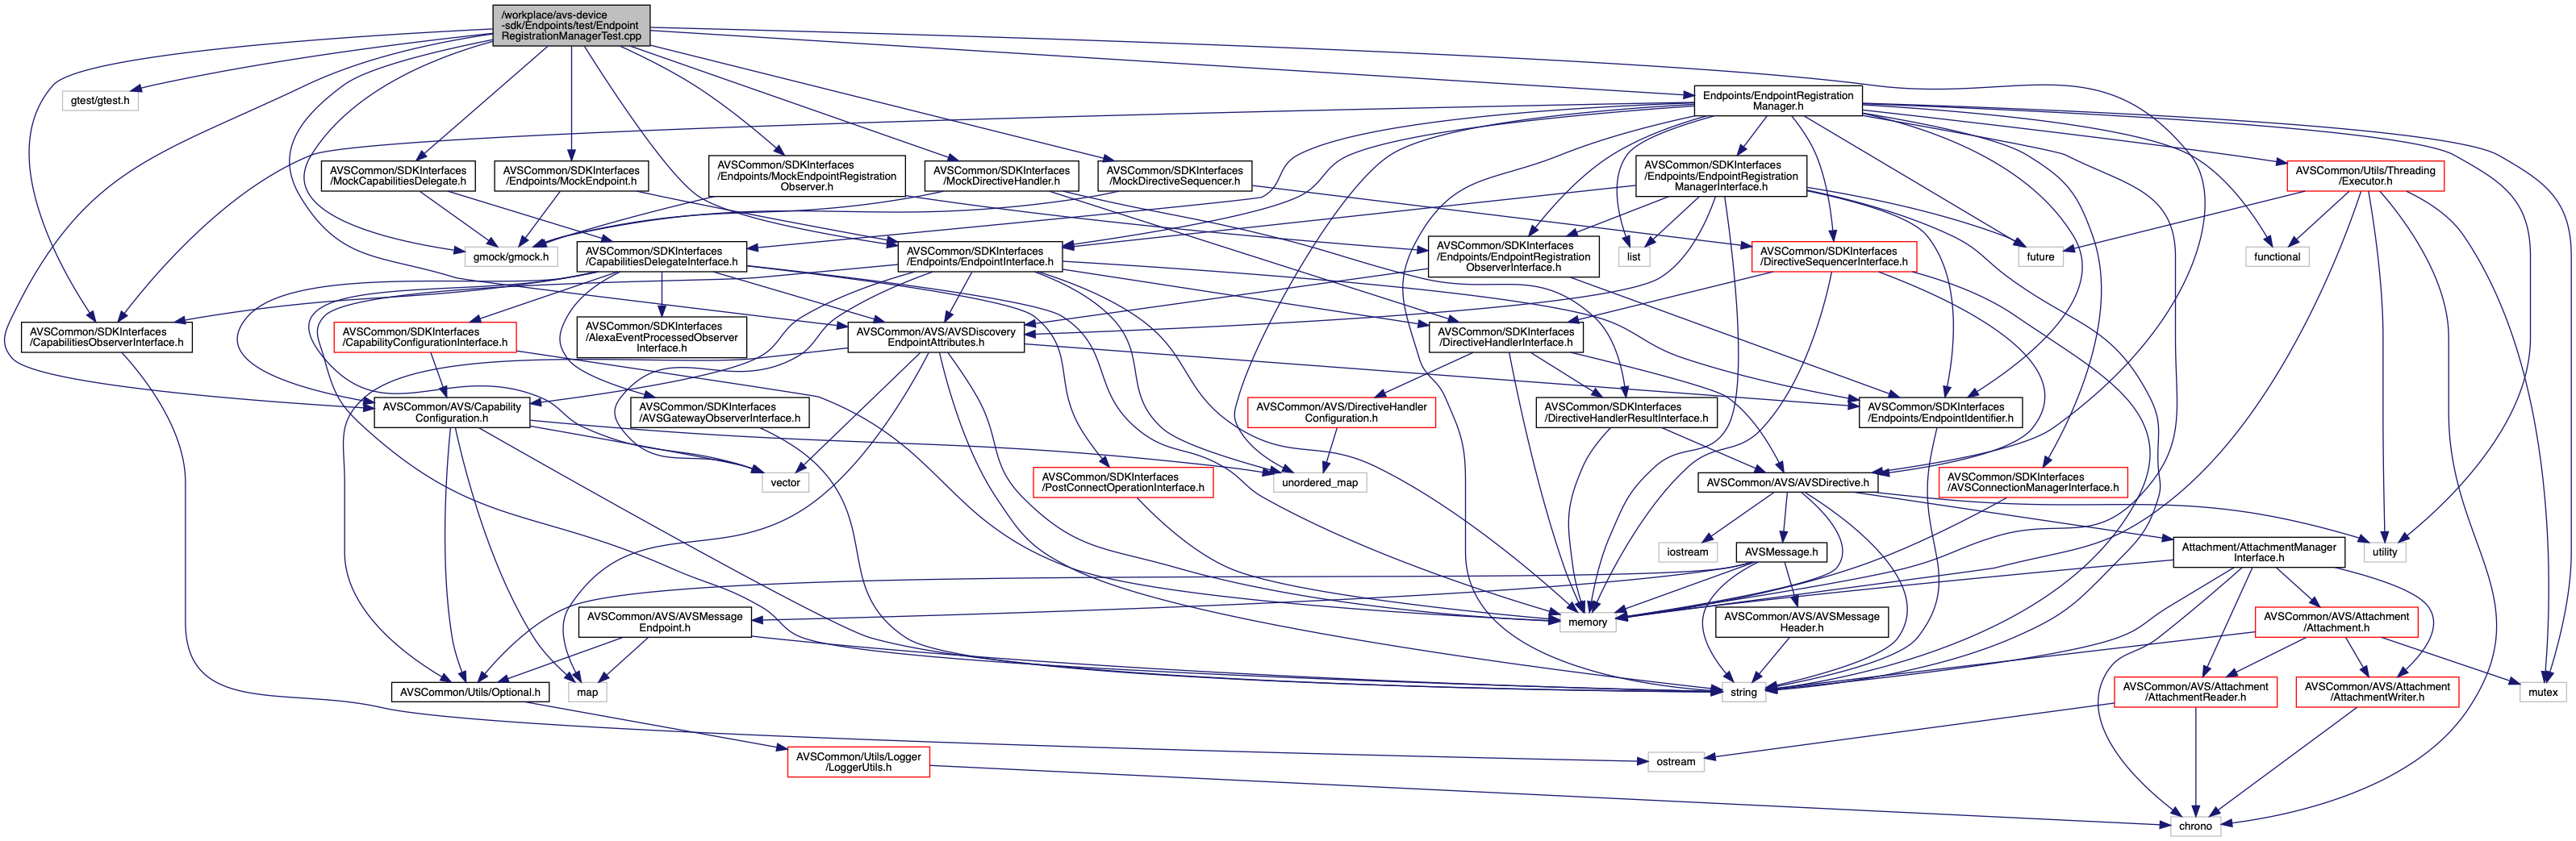 /workplace/avs-device
-sdk/Endpoints/test/Endpoint
RegistrationManagerTest.cpp
gtest/gtest.h
Endpoints/EndpointRegistration
Manager.h
AVSCommon/SDKInterfaces
/MockCapabilitiesDelegate.h
AVSCommon/SDKInterfaces
/Endpoints/MockEndpoint.h
AVSCommon/SDKInterfaces
/Endpoints/MockEndpointRegistration
Observer.h
AVSCommon/SDKInterfaces
/MockDirectiveHandler.h
AVSCommon/SDKInterfaces
/MockDirectiveSequencer.h
AVSCommon/SDKInterfaces
/Endpoints/EndpointRegistration
ManagerInterface.h
AVSCommon/Utils/Threading
/Executor.h
gmock/gmock.h
AVSCommon/SDKInterfaces
/CapabilitiesDelegateInterface.h
AVSCommon/SDKInterfaces
/Endpoints/EndpointInterface.h
AVSCommon/SDKInterfaces
/Endpoints/EndpointRegistration
ObserverInterface.h
list
AVSCommon/SDKInterfaces
/DirectiveSequencerInterface.h
future
functional
AVSCommon/SDKInterfaces
/CapabilitiesObserverInterface.h
AVSCommon/SDKInterfaces
/CapabilityConfigurationInterface.h
AVSCommon/SDKInterfaces
/AlexaEventProcessedObserver
Interface.h
AVSCommon/AVS/AVSDiscovery
EndpointAttributes.h
AVSCommon/SDKInterfaces
/DirectiveHandlerInterface.h
AVSCommon/AVS/Capability
Configuration.h
AVSCommon/SDKInterfaces
/AVSGatewayObserverInterface.h
AVSCommon/AVS/DirectiveHandler
Configuration.h
AVSCommon/SDKInterfaces
/DirectiveHandlerResultInterface.h
AVSCommon/SDKInterfaces
/Endpoints/EndpointIdentifier.h
vector
AVSCommon/SDKInterfaces
/PostConnectOperationInterface.h
unordered_map
AVSCommon/AVS/AVSDirective.h
AVSCommon/SDKInterfaces
/AVSConnectionManagerInterface.h
iostream
AVSMessage.h
Attachment/AttachmentManager
Interface.h
utility
AVSCommon/AVS/AVSMessage
Endpoint.h
memory
AVSCommon/AVS/AVSMessage
Header.h
AVSCommon/AVS/Attachment
/Attachment.h
AVSCommon/Utils/Optional.h
map
string
AVSCommon/AVS/Attachment
/AttachmentReader.h
AVSCommon/AVS/Attachment
/AttachmentWriter.h
mutex
AVSCommon/Utils/Logger
/LoggerUtils.h
ostream
chrono